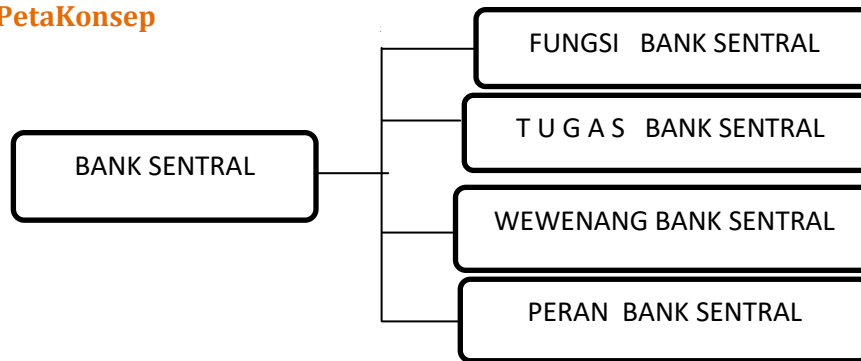 PetaKonsep
FUNGSI BANK SENTRAL
T U G A S BANK SENTRAL
BANK SENTRAL
WEWENANG BANK SENTRAL
PERAN BANK SENTRAL